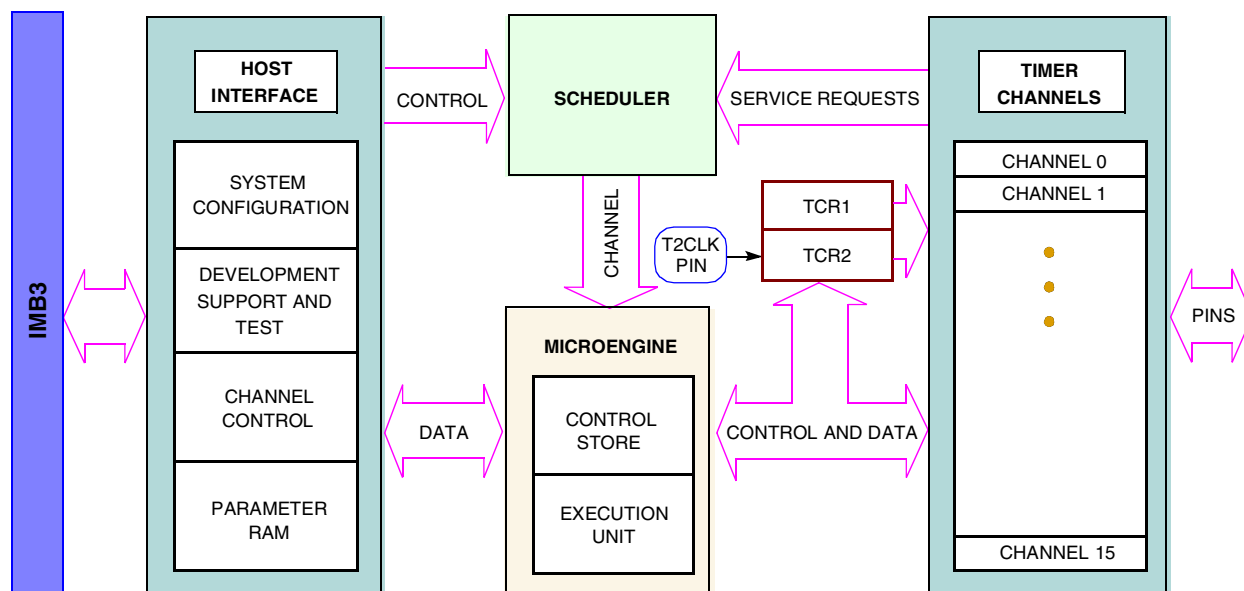 IMB3
HOST
INTERFACE
SYSTEM
CONFIGURATION
DEVELOPMENT
SUPPORT AND
TEST
CHANNEL
CONTROL
PARAMETER
RAM
CONTROL
SCHEDULER
SERVICE REQUESTS
CHANNEL
T2CLK
PIN
TCR1
TCR2
MICROENGINE
CONTROL
STORE
EXECUTION
UNIT
DATA
CONTROL AND DATA
TIMER
CHANNELS
CHANNEL 0
CHANNEL 1
CHANNEL 15
PINS